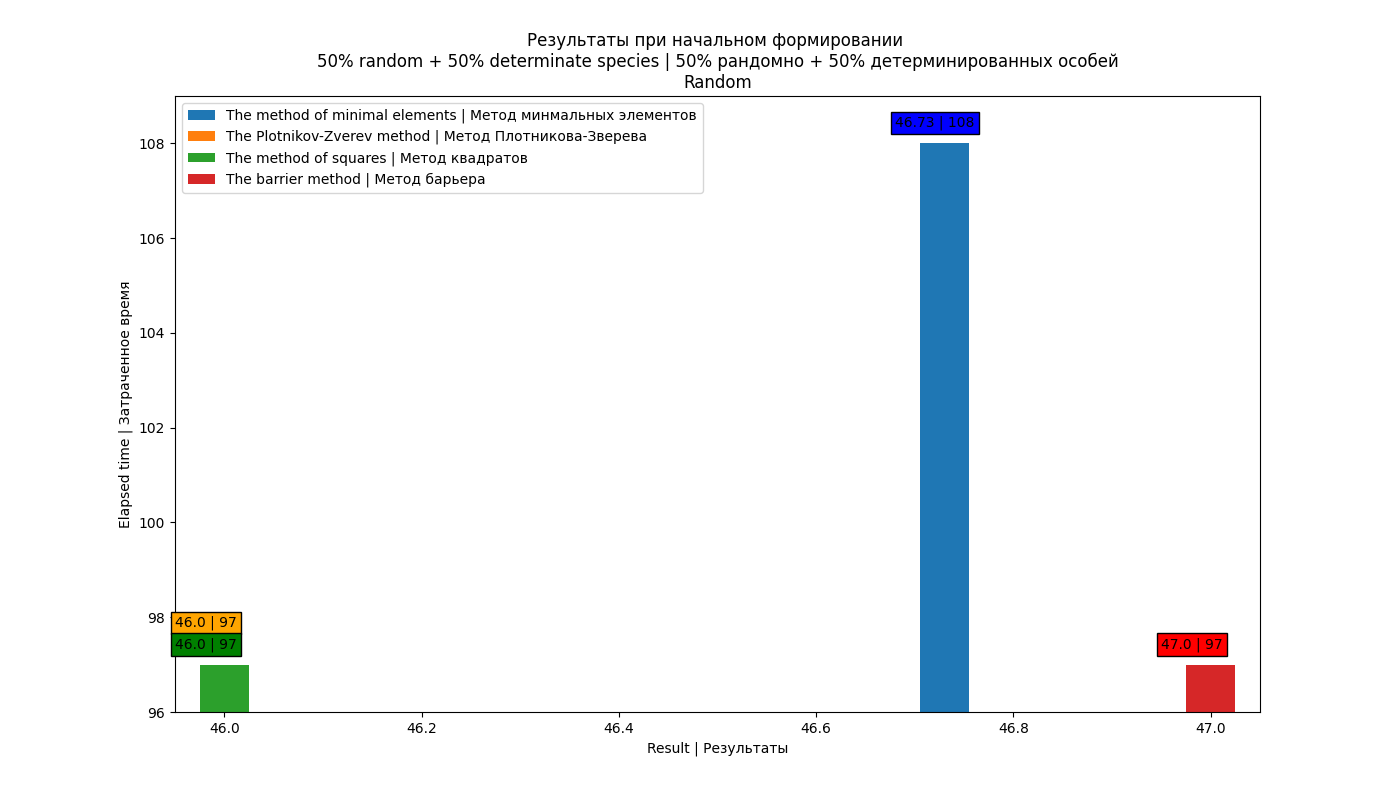 Результаты при начальном формировании
50% random + 50% determinate species | 50% рандомно + 50% детерминированных особей
Random
The method of minimal elements | Метод минмальных элементов
The Plotnikov-Zverev method | Метод Плотникова-Зверева
The method of squares | Метод квадратов
The barrier method | Метод барьера
46.73 | 108
108
106
104
102
100
98
96
Elapsed time | Затраченное время
46.0 | 97
46.0 | 97
47.0 | 97
46.0 46.2 46.4 46.6 46.8 47.0
Result | Результаты